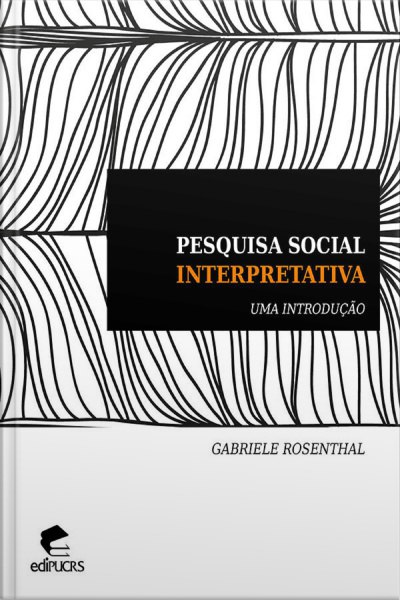 PESQUISA SOCIAL
INTERPRETATIVA
UMA INTRODUÇÃO
GABRIELE ROSENTHAL
ediPUCRS